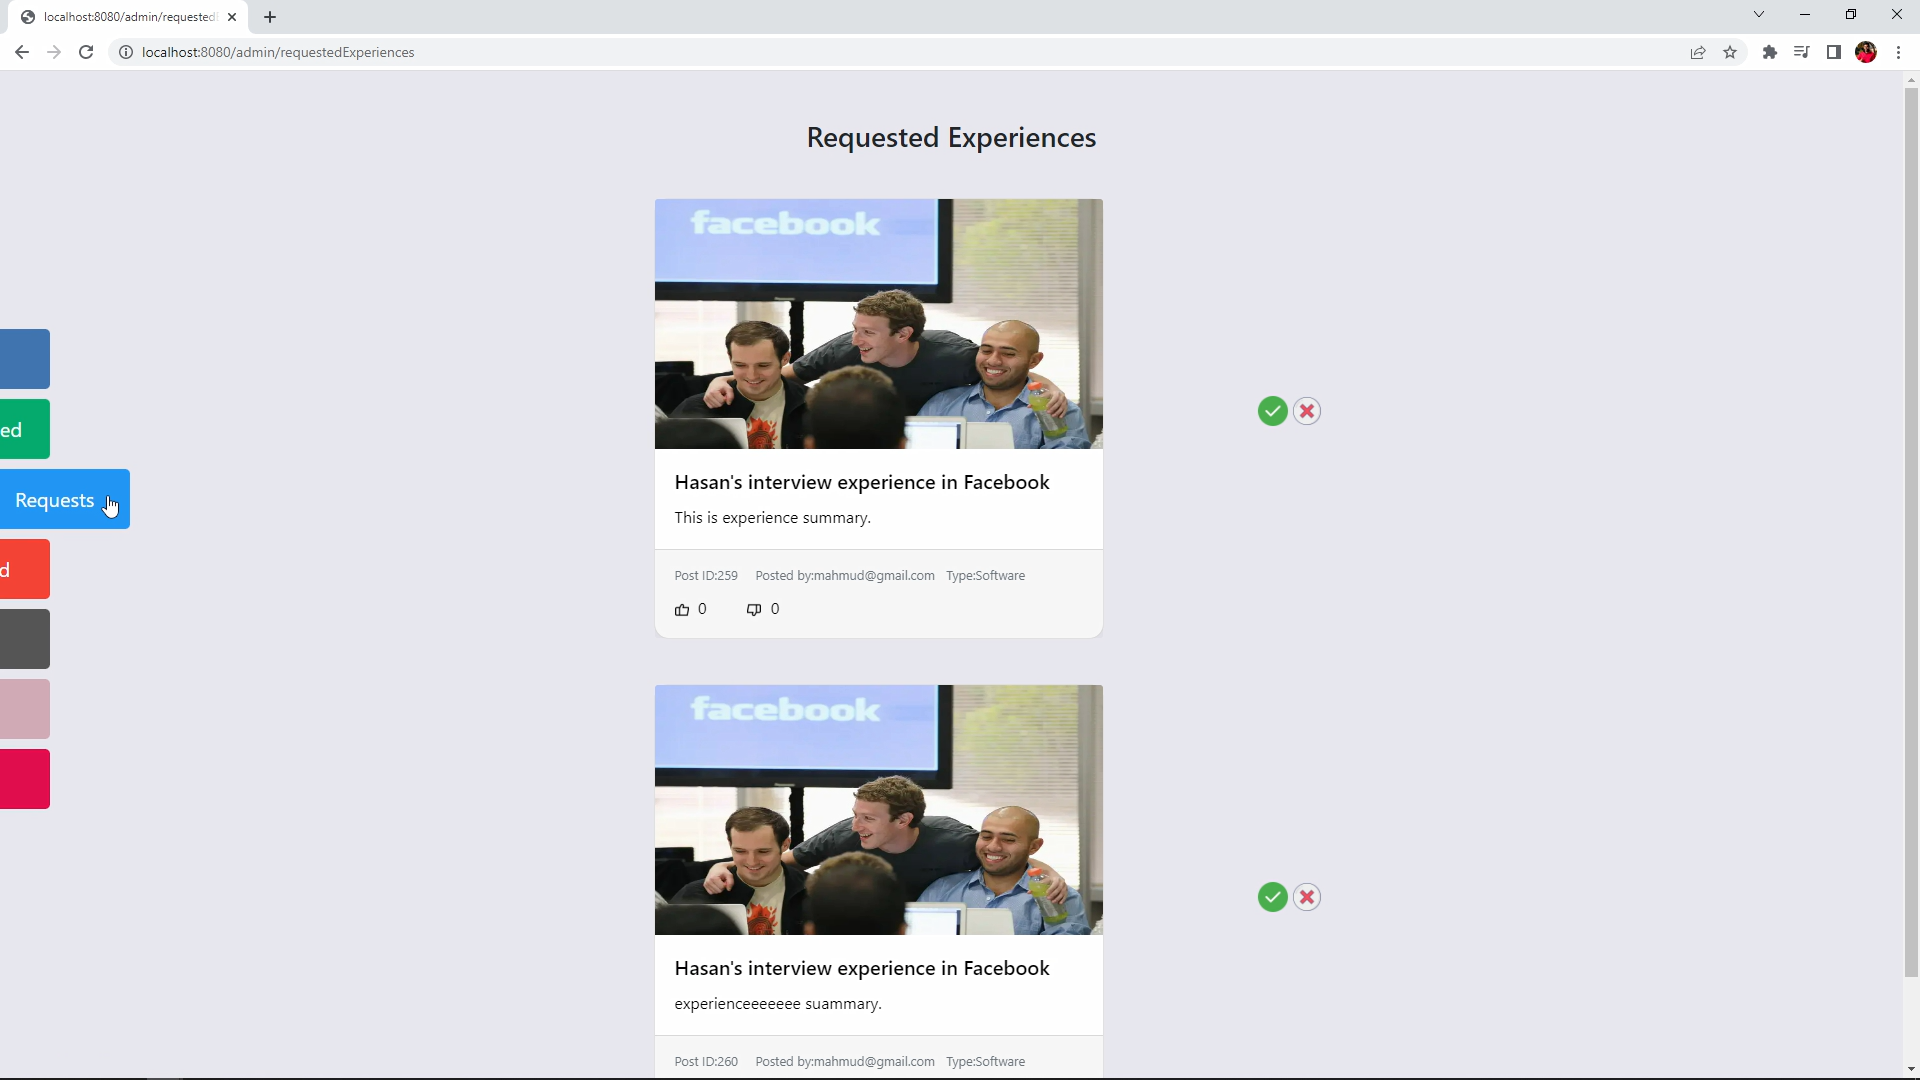 localhost:8080/admin/requested
localhost:8080/admin/requestedExperiences
Requested Experiences
facebook
ed
Requests
d
Hasan's interview experience in Facebook
This is experience summary.
Post ID:259 Posted by:mahmud@gmail.com Type:Software
0 0
facebook
Hasan's interview experience in Facebook
experienceeeeeee suammary.
Post ID:260 Posted by:mahmud@gmail.com Type:Software